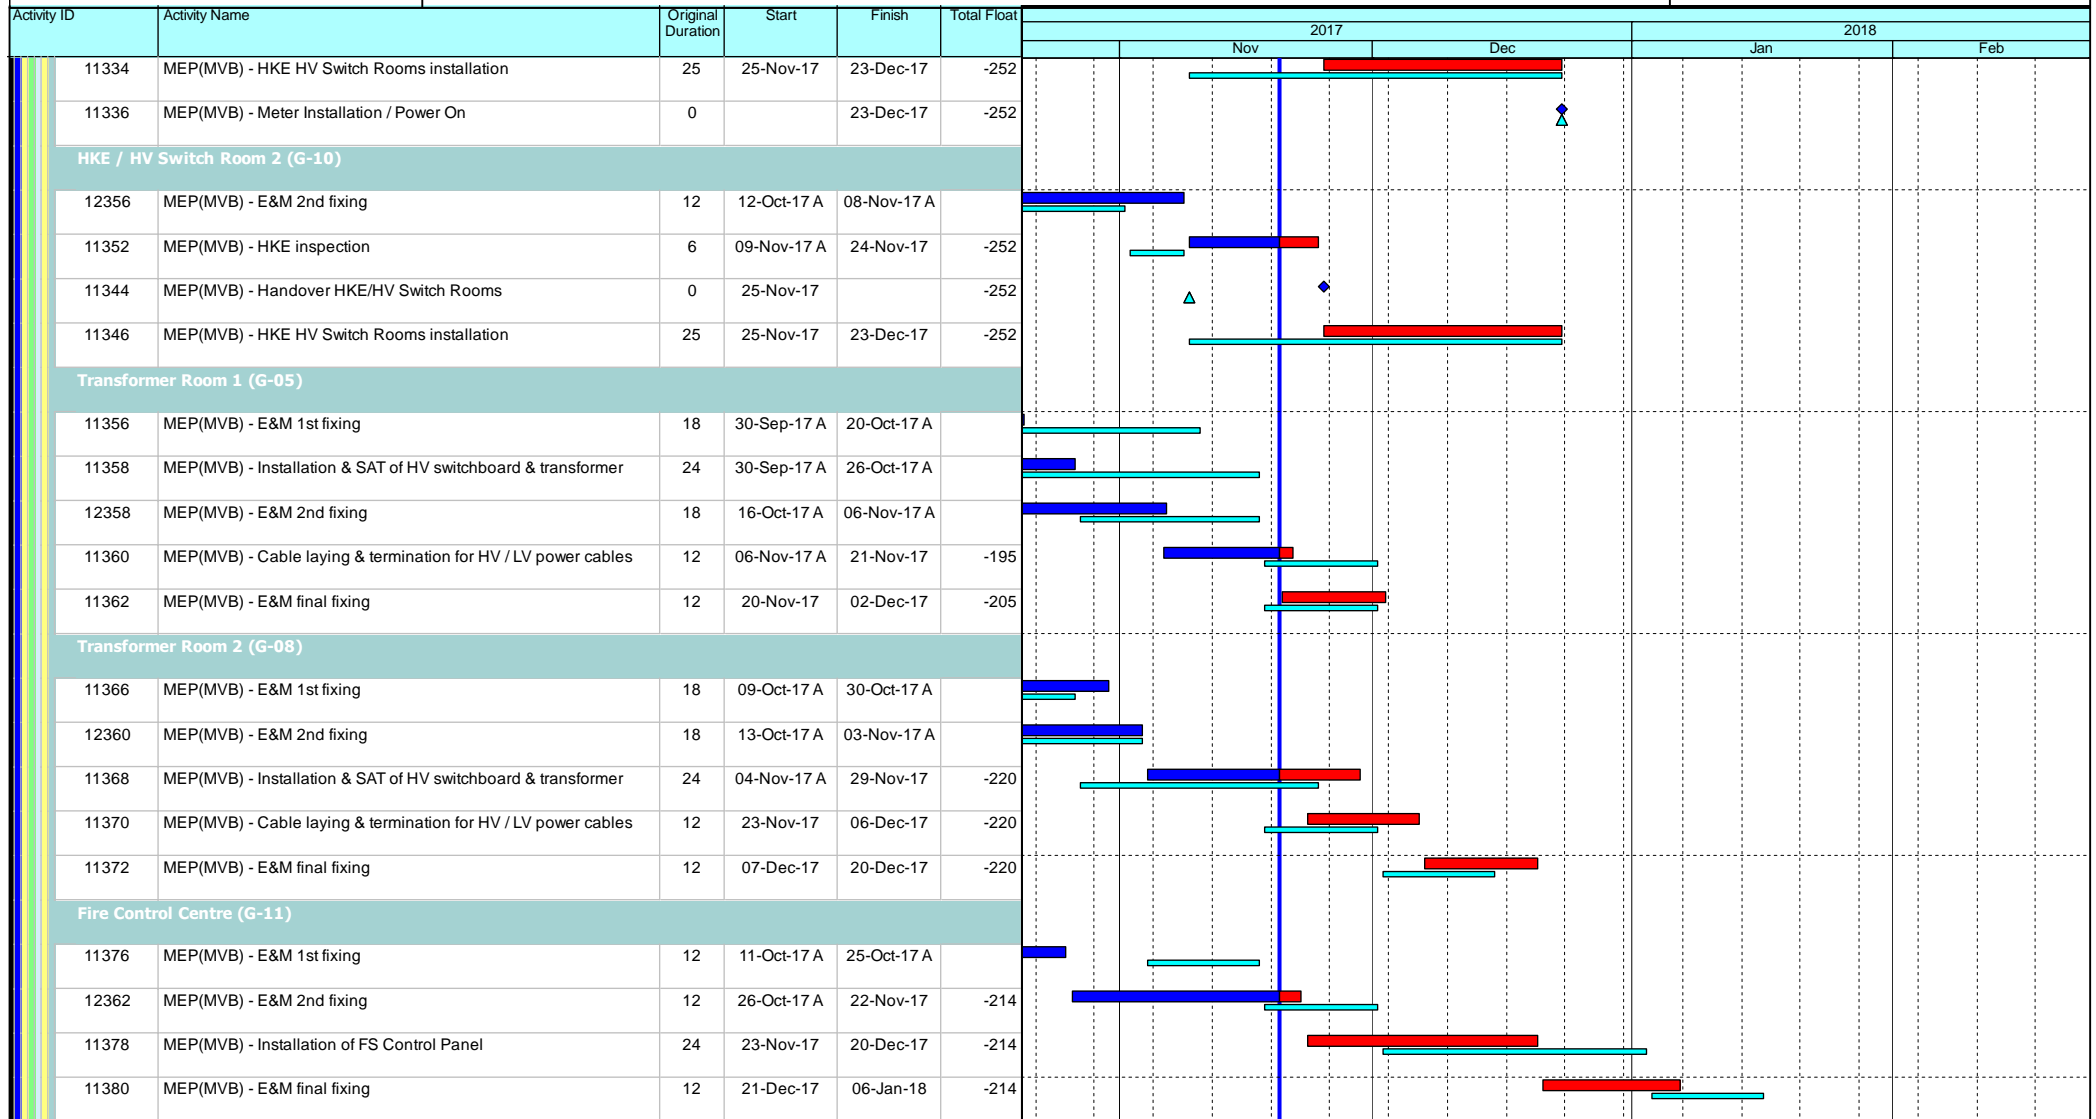 Activity ID Activity Name Original Duration Start Finish Total Float
2017 2018
Nov Dec Jan Feb
11334 MEP(MVB) - HKE HV Switch Rooms installation 25 25-Nov-17 23-Dec-17 -252
11336 MEP(MVB) - Meter Installation / Power On 0 23-Dec-17 -252
HKE / HV Switch Room 2 (G-10)
12356 MEP(MVB) - E&M 2nd fixing 12 12-Oct-17 A 08-Nov-17 A
11352 MEP(MVB) - HKE inspection 6 09-Nov-17 A 24-Nov-17 -252
11344 MEP(MVB) - Handover HKE/HV Switch Rooms 0 25-Nov-17 -252
11346 MEP(MVB) - HKE HV Switch Rooms installation 25 25-Nov-17 23-Dec-17 -252
Transformer Room 1 (G-05)
11356 MEP(MVB) - E&M 1st fixing 18 30-Sep-17 A 20-Oct-17 A
11358 MEP(MVB) - Installation & SAT of HV switchboard & transformer 24 30-Sep-17 A 26-Oct-17 A
12358 MEP(MVB) - E&M 2nd fixing 18 16-Oct-17 A 06-Nov-17 A
11360 MEP(MVB) - Cable laying & termination for HV / LV power cables 12 06-Nov-17 A 21-Nov-17 -195
11362 MEP(MVB) - E&M final fixing 12 20-Nov-17 02-Dec-17 -205
Transformer Room 2 (G-08)
11366 MEP(MVB) - E&M 1st fixing 18 09-Oct-17 A 30-Oct-17 A
12360 MEP(MVB) - E&M 2nd fixing 18 13-Oct-17 A 03-Nov-17 A
11368 MEP(MVB) - Installation & SAT of HV switchboard & transformer 24 04-Nov-17 A 29-Nov-17 -220
11370 MEP(MVB) - Cable laying & termination for HV / LV power cables 12 23-Nov-17 06-Dec-17 -220
11372 MEP(MVB) - E&M final fixing 12 07-Dec-17 20-Dec-17 -220
Fire Control Centre (G-11)
11376 MEP(MVB) - E&M 1st fixing 12 11-Oct-17 A 25-Oct-17 A
12362 MEP(MVB) - E&M 2nd fixing 12 26-Oct-17 A 22-Nov-17 -214
11378 MEP(MVB) - Installation of FS Control Panel 24 23-Nov-17 20-Dec-17 -214
11380 MEP(MVB) - E&M final fixing 12 21-Dec-17 06-Jan-18 -214